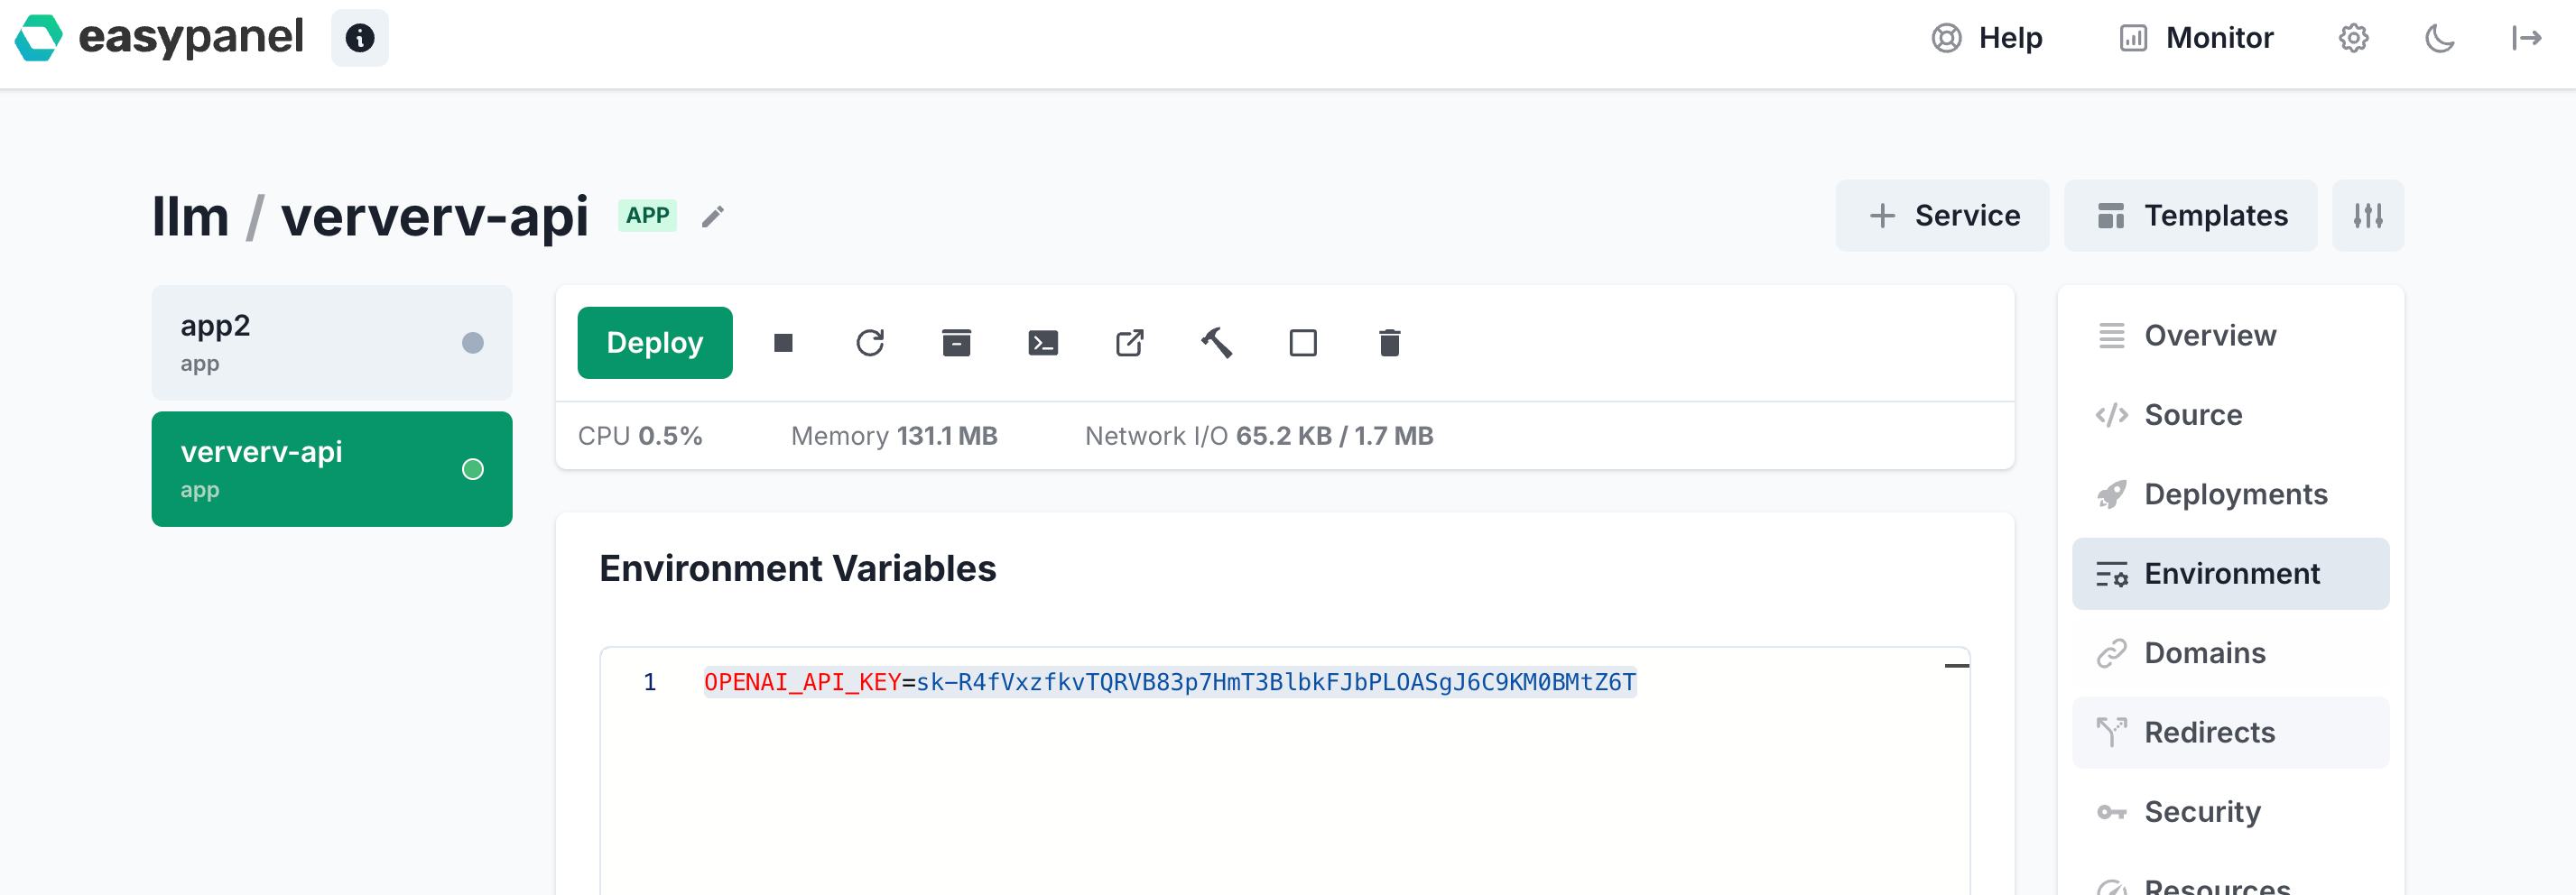 easypanel
Help
Monitor
llm / ververv-api
APP
Service
Templates
app2
app
ververv-api
app
Deploy
CPU 0.5%
Memory 131.1 MB
Network I/O 65.2 KB / 1.7 MB
Environment Variables
1 OPENAI_API_KEY=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
Overview
Source
Deployments
Environment
Domains
Redirects
Security
Resources